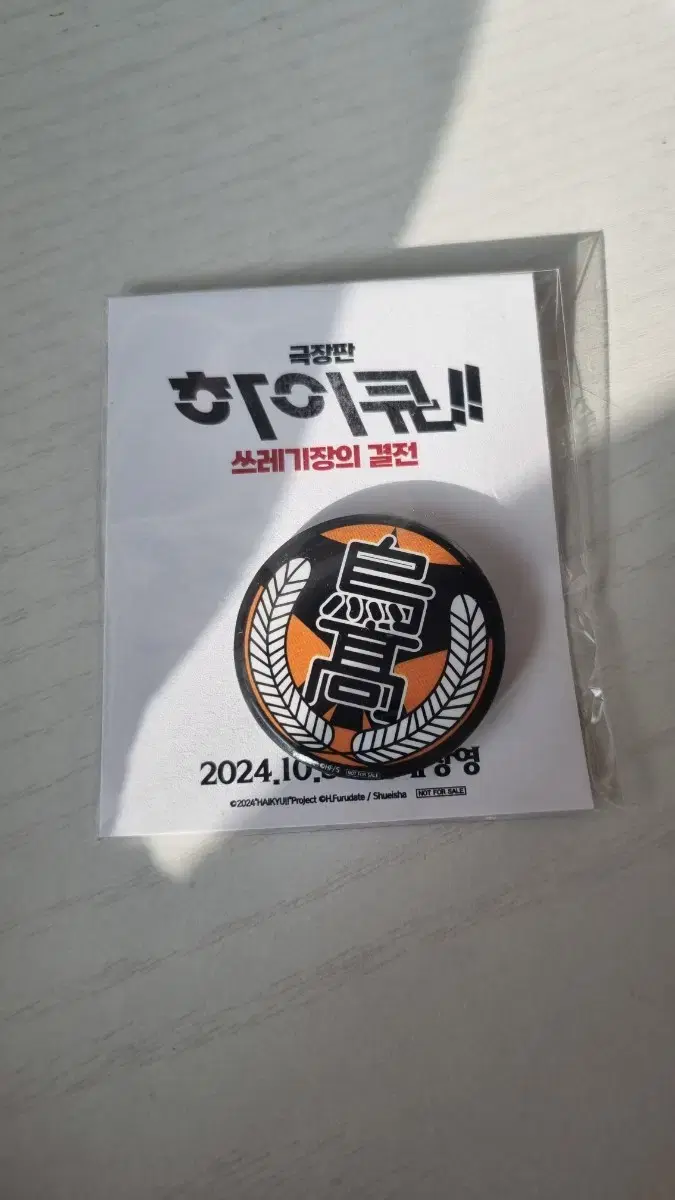 극장판
하이큐!!
쓰레기장의 결전
烏高
©HF/S NOT FOR SALE
2024.10.
©2024"HAIKYU!!"Project ©H.Furudate / Shueisha NOT FOR SALE